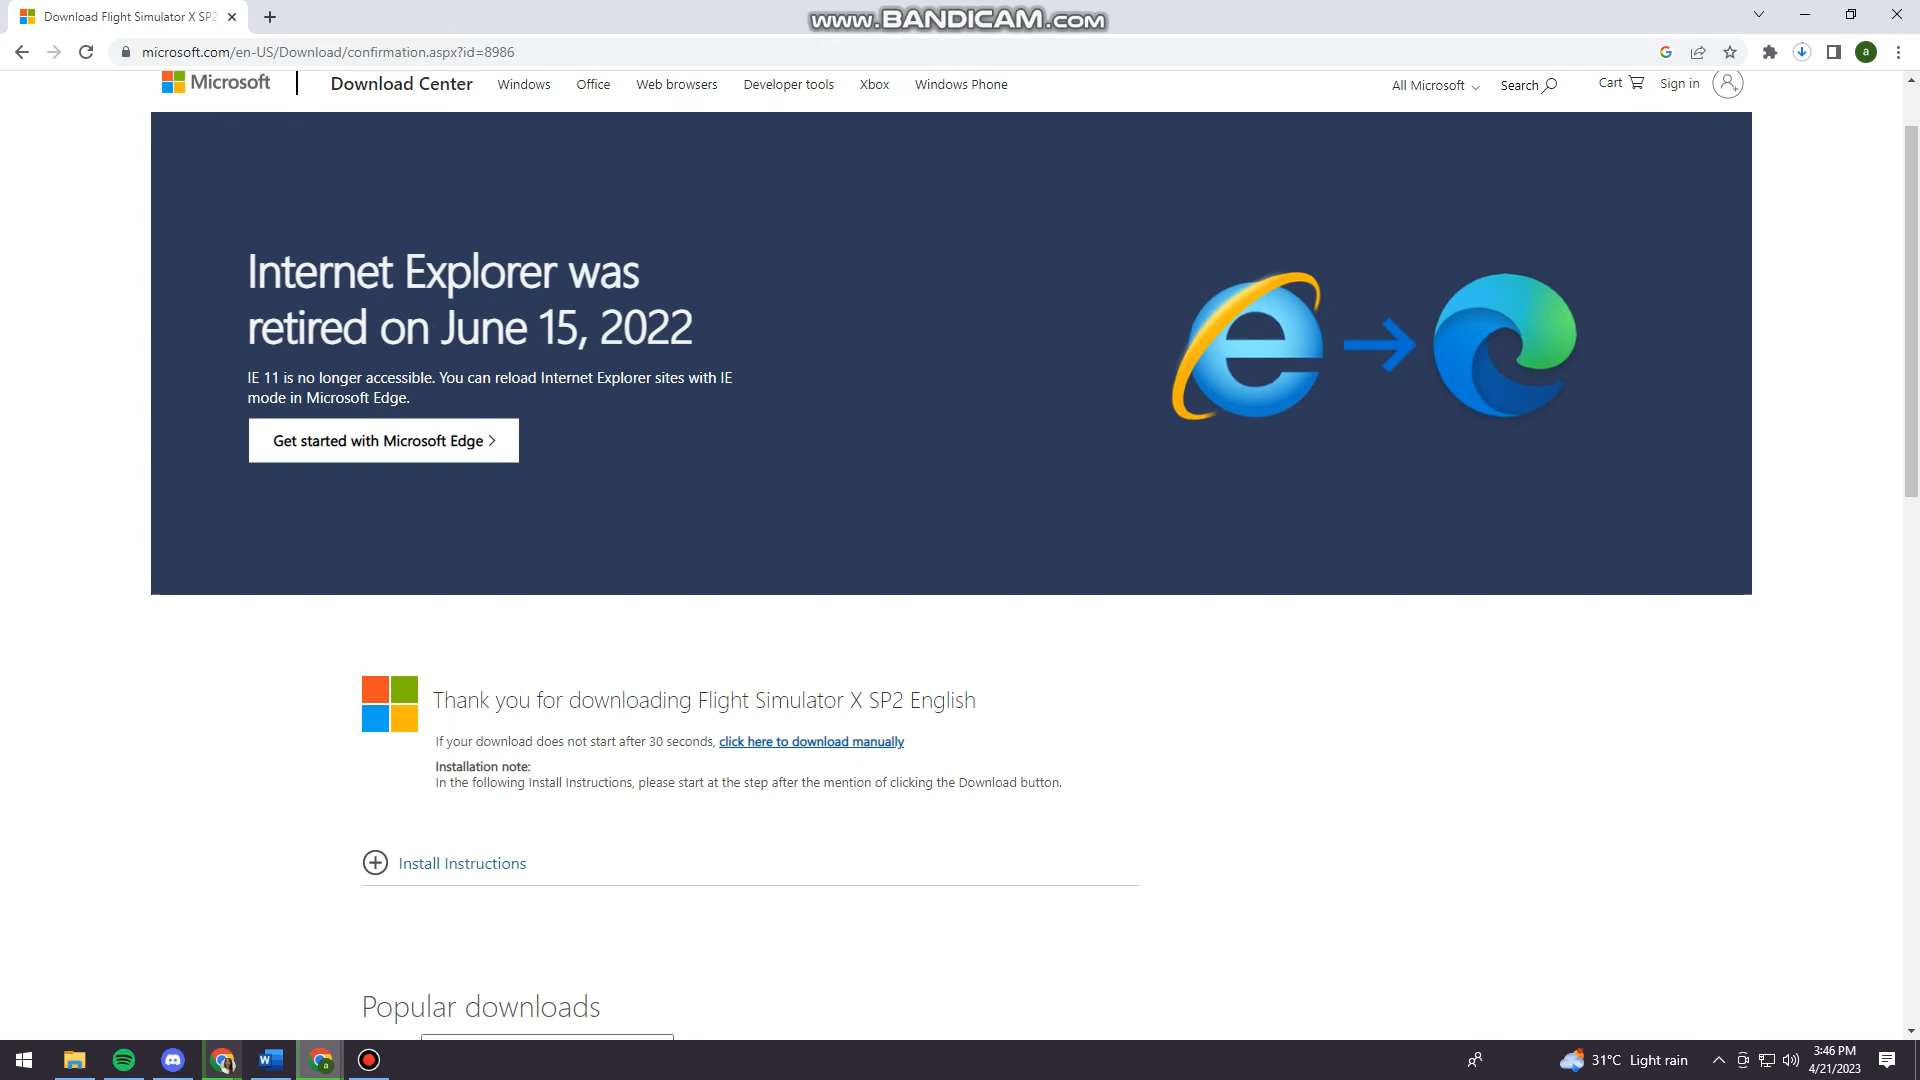 www.BANDICAM.com
Download Flight Simulator X SP2
microsoft.com/en-US/Download/confirmation.aspx?id=8986
a
Microsoft
Download Center
Windows
Office
Web browsers
Developer tools
Xbox
Windows Phone
All Microsoft
Search
Cart
Sign in
Internet Explorer was
retired on June 15, 2022
IE 11 is no longer accessible. You can reload Internet Explorer sites with IE
mode in Microsoft Edge.
Get started with Microsoft Edge >
Thank you for downloading Flight Simulator X SP2 English
If your download does not start after 30 seconds, click here to download manually
Installation note:
In the following Install Instructions, please start at the step after the mention of clicking the Download button.
Install Instructions
Popular downloads
31°C Light rain
3:46 PM
4/21/2023